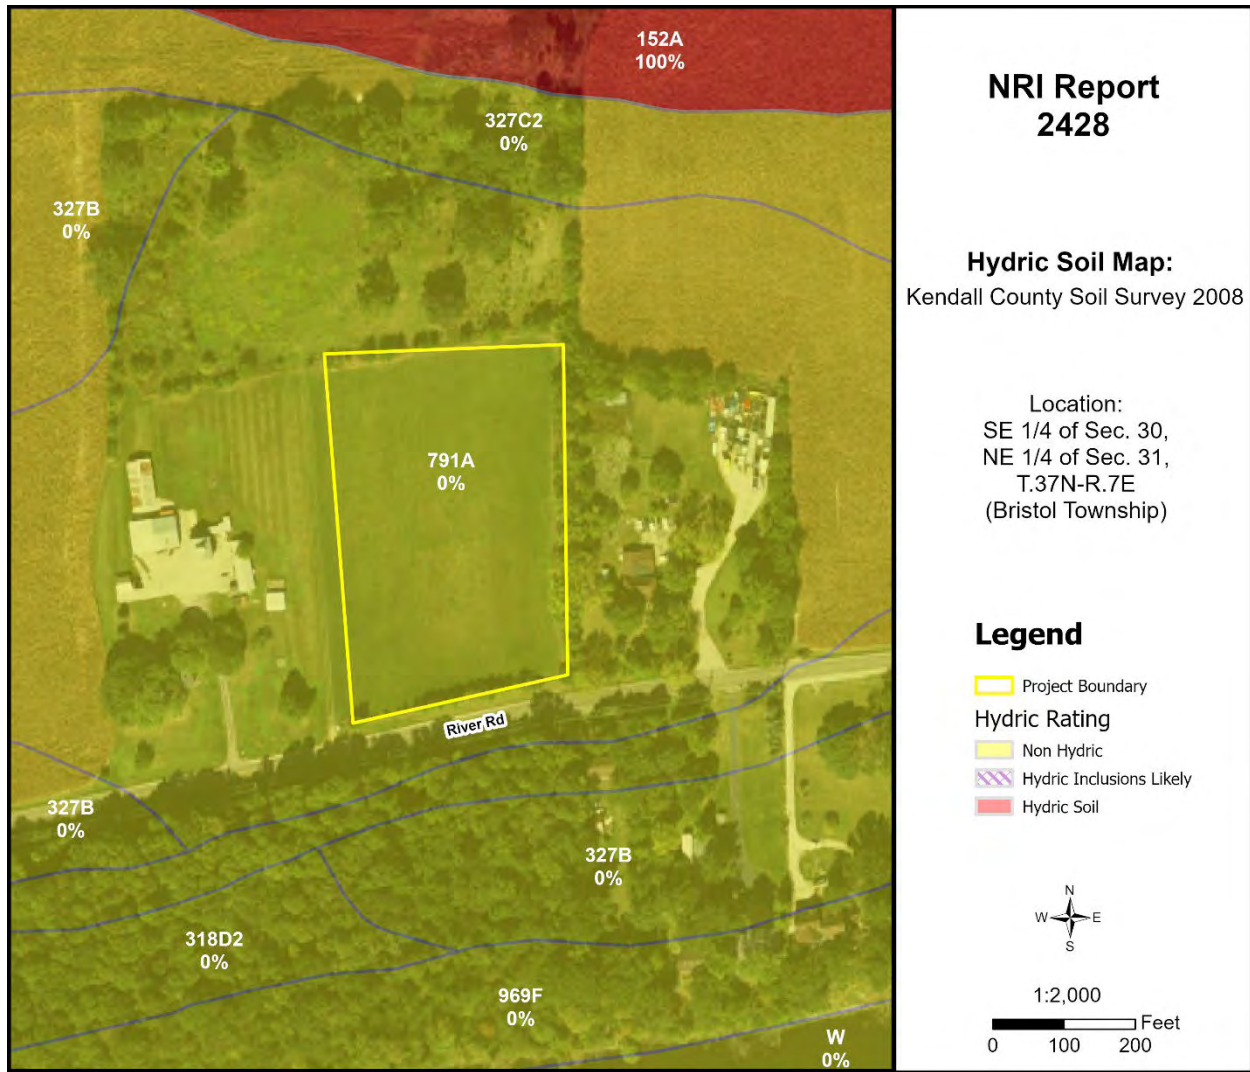 152A
100%
327C2
0%
327B
0%
791A
0%
River Rd
327B
0%
327B
0%
318D2
0%
969F
0%
W
0%
NRI Report
2428
Hydric Soil Map:
Kendall County Soil Survey 2008
Location:
SE 1/4 of Sec. 30,
NE 1/4 of Sec. 31,
T.37N-R.7E
(Bristol Township)
Legend
Project Boundary
Hydric Rating
Non Hydric
Hydric Inclusions Likely
Hydric Soil
N
W E
S
1:2,000
Feet
0 100 200